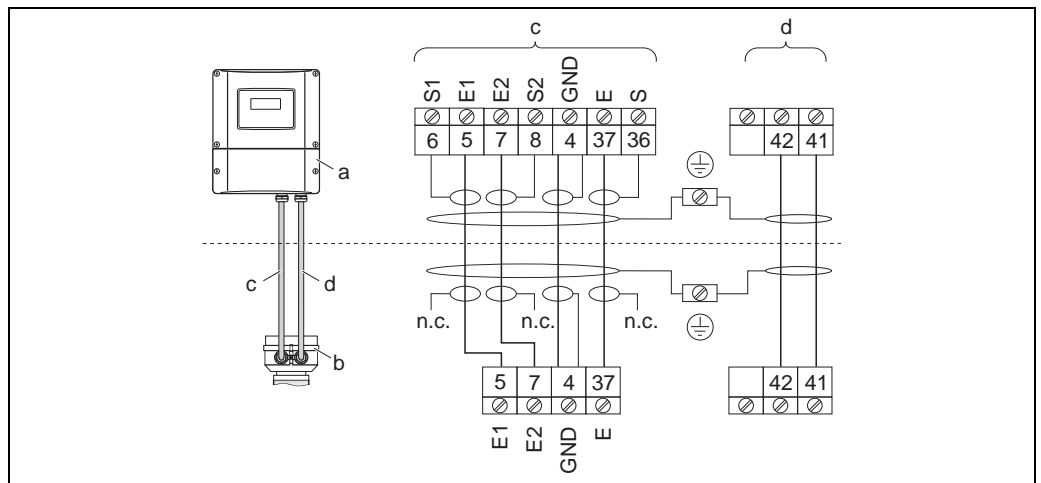 c d
S1 E1 E2 S2 GND E S
6 5 7 8 4 37 36 42 41
a
c d n.c. n.c. n.c.
b
5 7 4 37 42 41
E1 E2 GND E